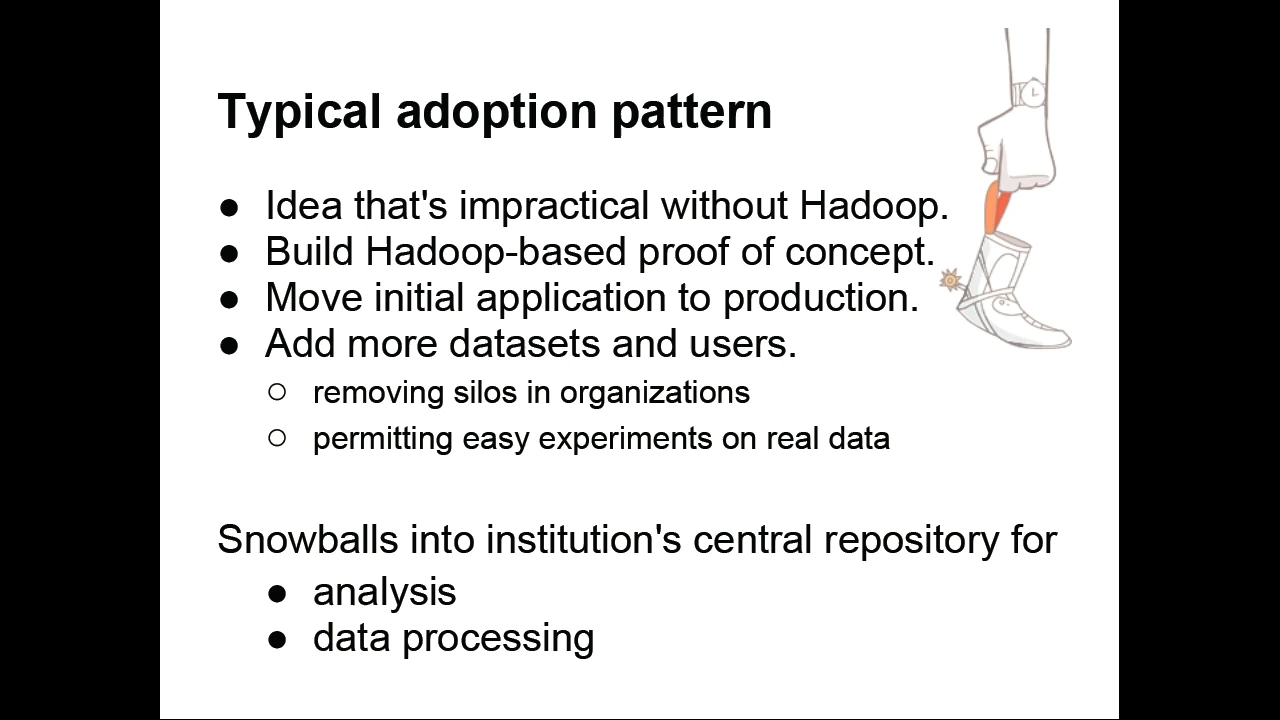 Typical adoption pattern
● Idea that's impractical without Hadoop.
● Build Hadoop-based proof of concept.
● Move initial application to production.
● Add more datasets and users.
○ removing silos in organizations
○ permitting easy experiments on real data
Snowballs into institution's central repository for
● analysis
● data processing